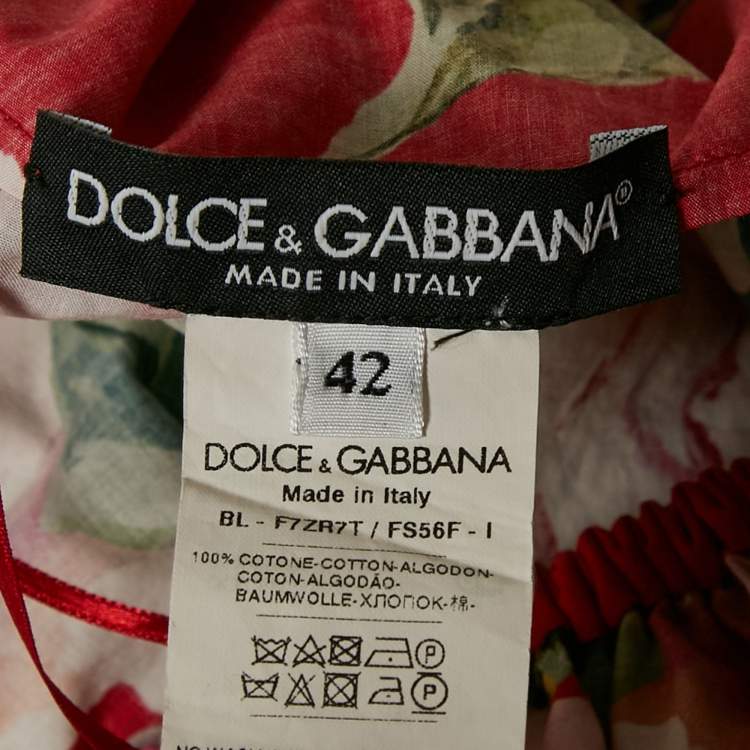 DOLCE & GABBANA®
MADE IN ITALY
42
DOLCE & GABBANA
Made in Italy
BL - F7ZR7T / FS56F - I
100% COTONE-COTTON-ALGODON-
COTON-ALGODÃO-
BAUMWOLLE-ХЛОПОК-棉-